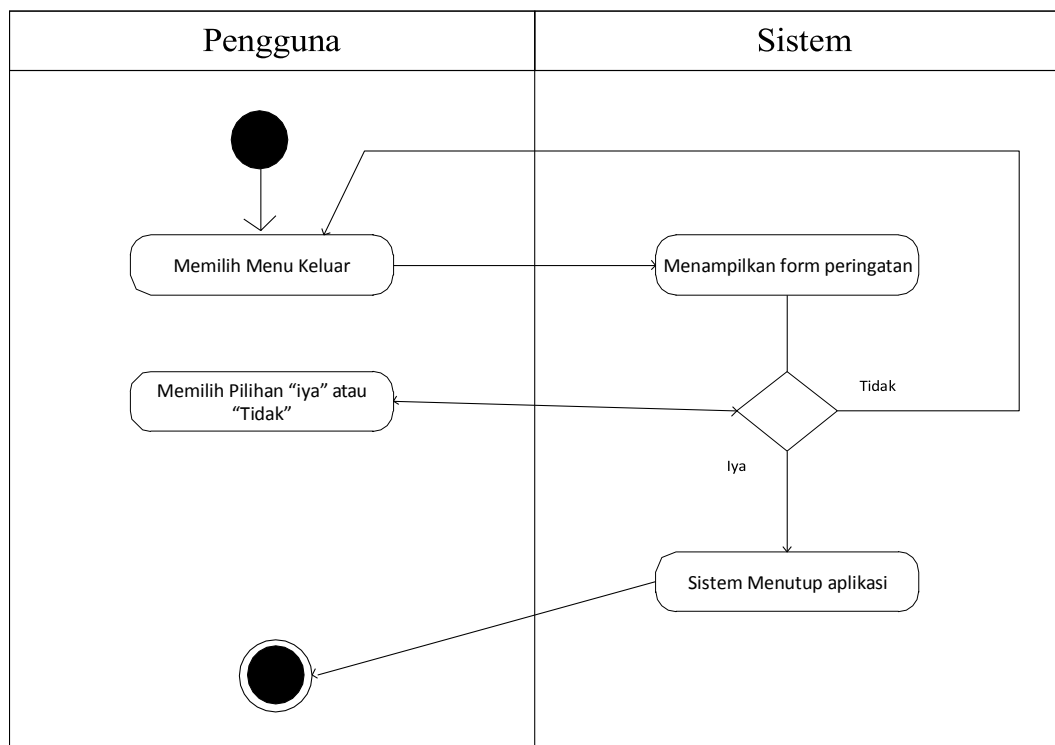 Pengguna
Sistem
Memilih Menu Keluar
Menampilkan form peringatan
Memilih Pilihan “iya” atau
“Tidak”
Tidak
Iya
Sistem Menutup aplikasi